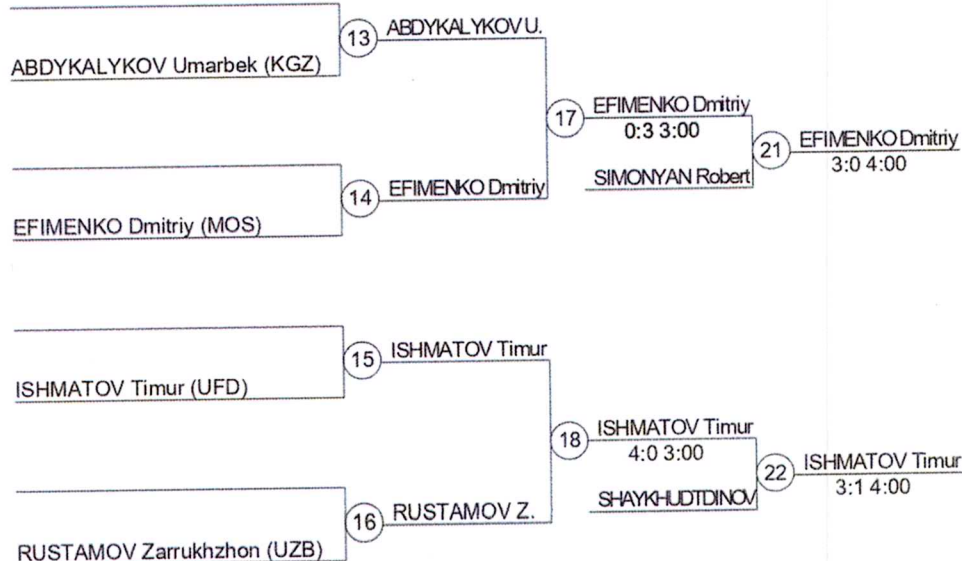 13
ABDYKALYKOV U.
ABDYKALYKOV Umarbek (KGZ)
17
EFIMENKO Dmitriy
0:3 3:00
21
EFIMENKO Dmitriy
3:0 4:00
SIMONYAN Robert
14
EFIMENKO Dmitriy
EFIMENKO Dmitriy (MOS)
15
ISHMATOV Timur
ISHMATOV Timur (UFD)
18
ISHMATOV Timur
4:0 3:00
22
ISHMATOV Timur
3:1 4:00
SHAYKHUDTDINOV
16
RUSTAMOV Z.
RUSTAMOV Zarrukhzhon (UZB)